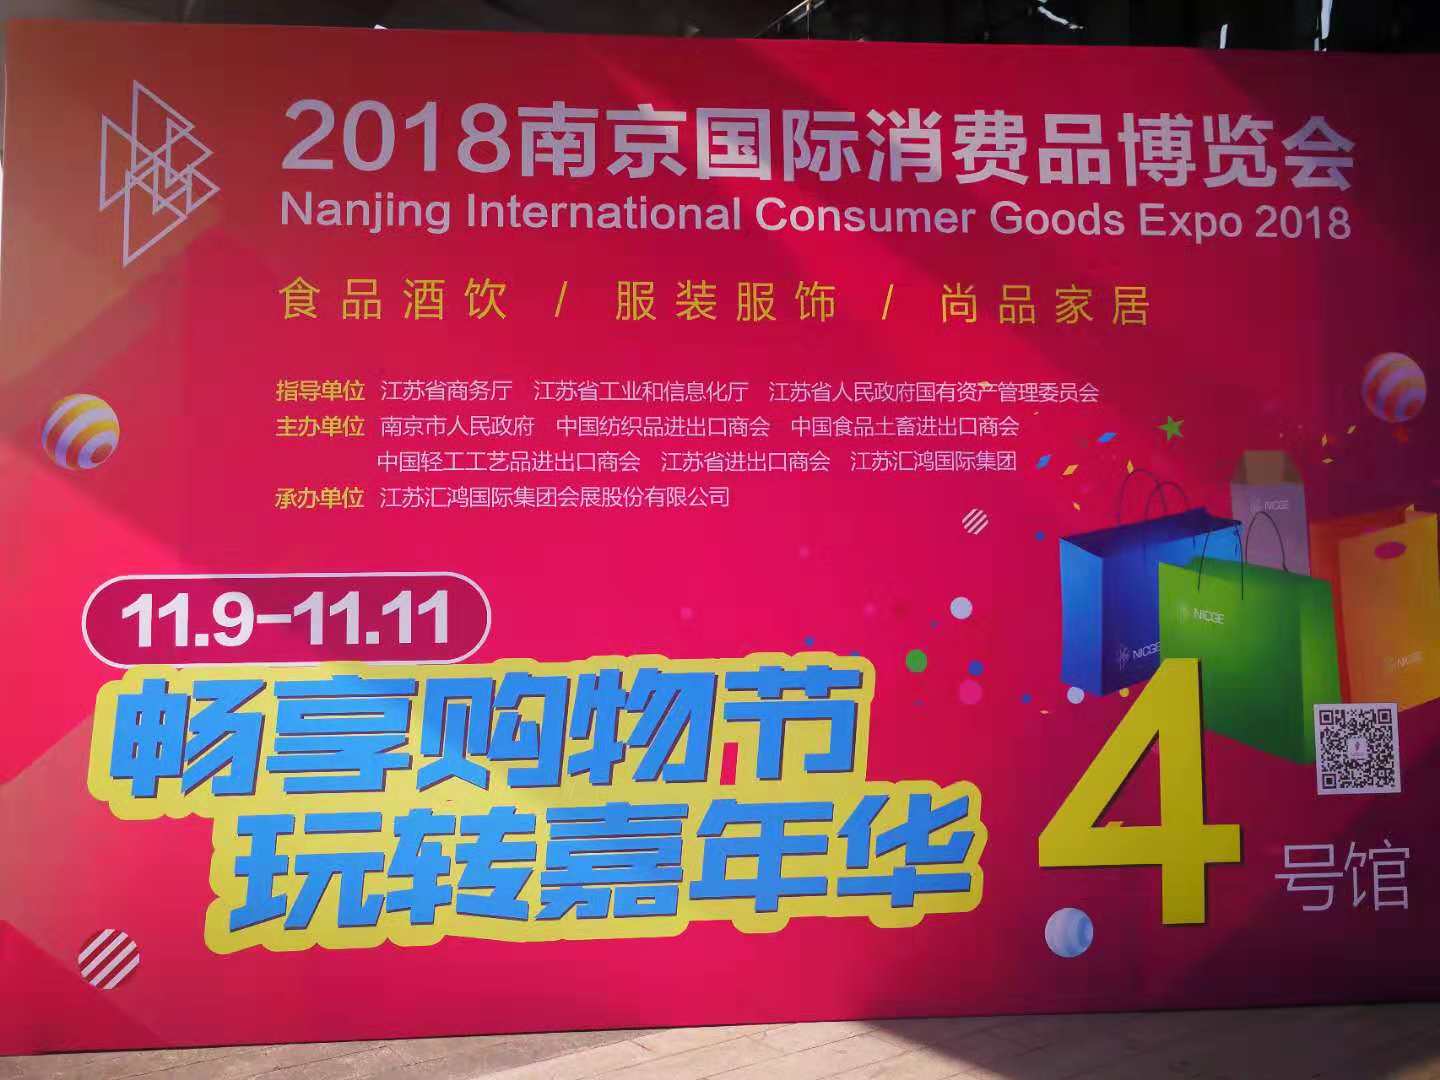 2018南京国际消费品博览会
Nanjing International Consumer Goods Expo 2018
食品酒饮 / 服装服饰 / 尚品家居
指导单位 江苏省商务厅 江苏省工业和信息化厅 江苏省人民政府国有资产管理委员会
主办单位 南京市人民政府 中国纺织品进出口商会 中国食品土畜进出口商会
中国轻工工艺品进出口商会 江苏省进出口商会 江苏汇鸿国际集团
承办单位 江苏汇鸿国际集团会展股份有限公司
11.9-11.11
畅享购物节
玩转嘉年华
NICGE
NICGE
NICGE
NICGE
4号馆